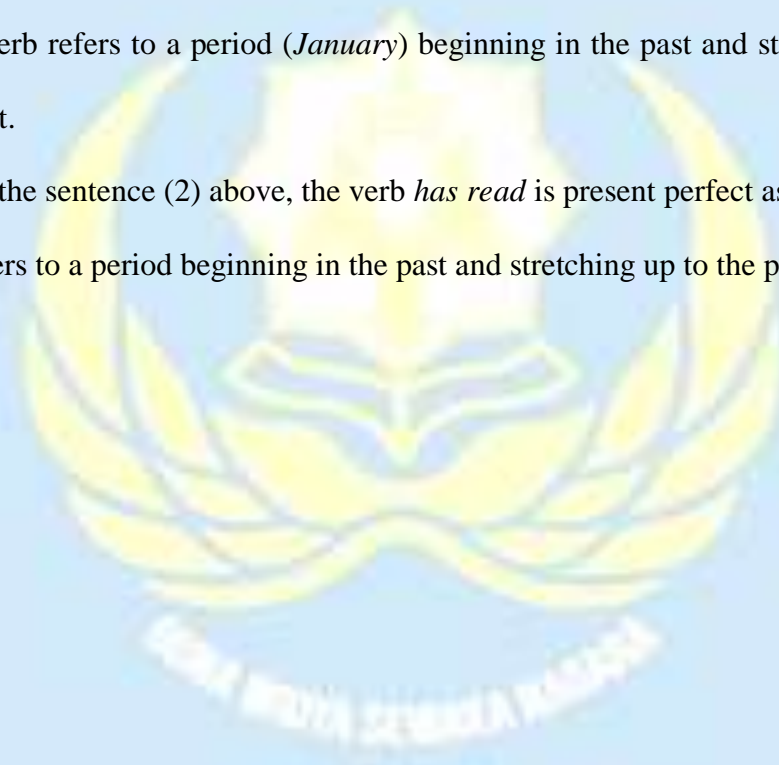 erb refers to a period (January) beginning in the past and st
t.
the sentence (2) above, the verb has read is present perfect as
ers to a period beginning in the past and stretching up to the p